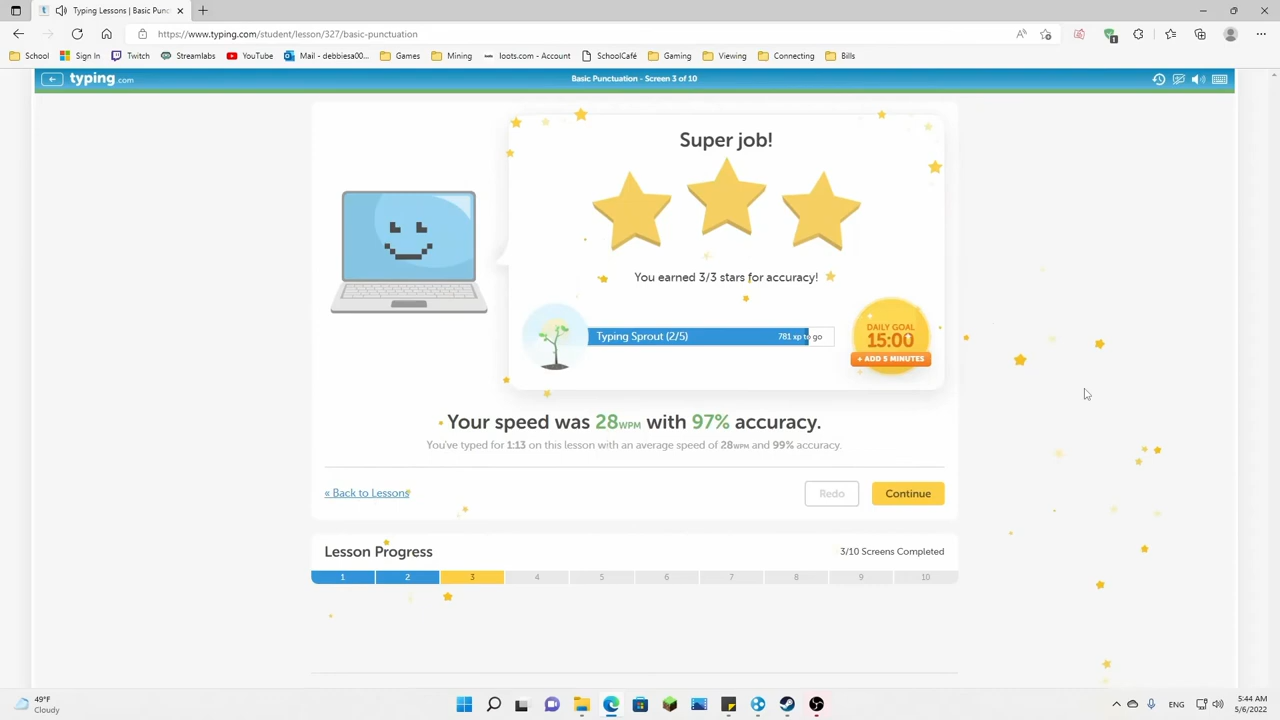 Typing Lessons | Basic Punc
https://www.typing.com/student/lesson/327/basic-punctuation
School Sign In Twitch Streamlabs YouTube Mail - debbiesa00... Games Mining loots.com - Account SchoolCafé Gaming Viewing Connecting Bills
typing.com
Basic Punctuation - Screen 3 of 10
Super job!
You earned 3/3 stars for accuracy!
Typing Sprout (2/5)
781 xp to go
DAILY GOAL
15:00
+ ADD 5 MINUTES
Your speed was 28WPM with 97% accuracy.
You've typed for 1:13 on this lesson with an average speed of 28WPM and 99% accuracy.
« Back to Lessons
Redo
Continue
Lesson Progress
3/10 Screens Completed
1 2 3 4 5 6 7 8 9 10
49°F
Cloudy
ENG
5:44 AM
5/6/2022